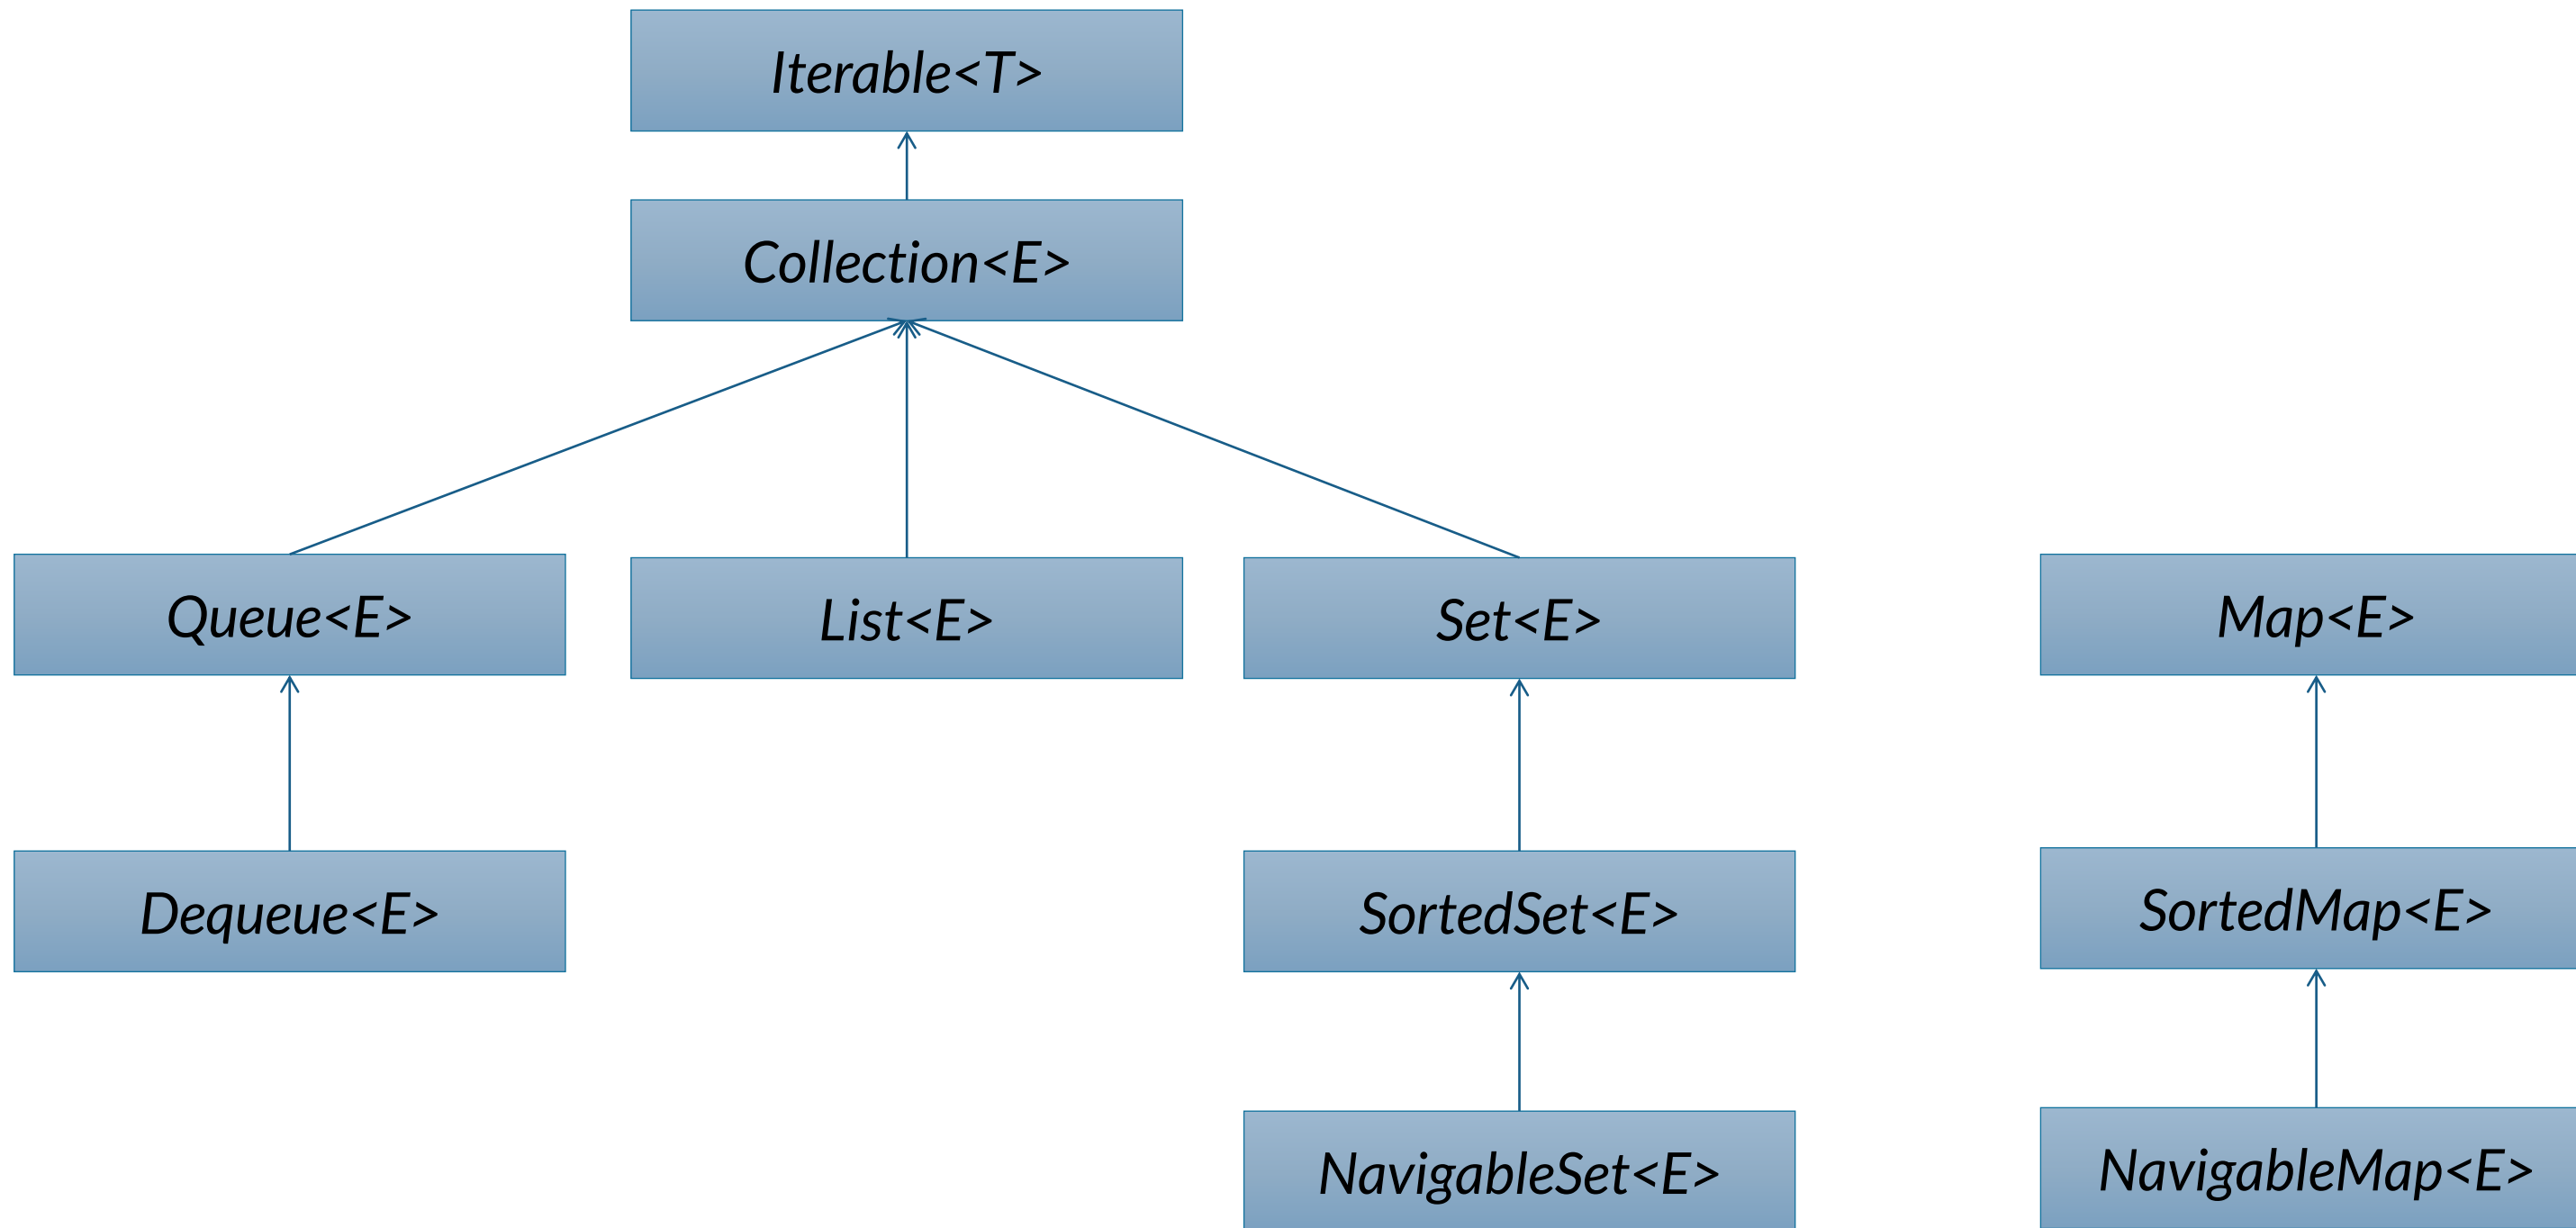 Iterable<T>
Collection<E>
Queue<E>
List<E>
Set<E>
Map<E>
Dequeue<E>
SortedSet<E>
SortedMap<E>
NavigableSet<E>
NavigableMap<E>